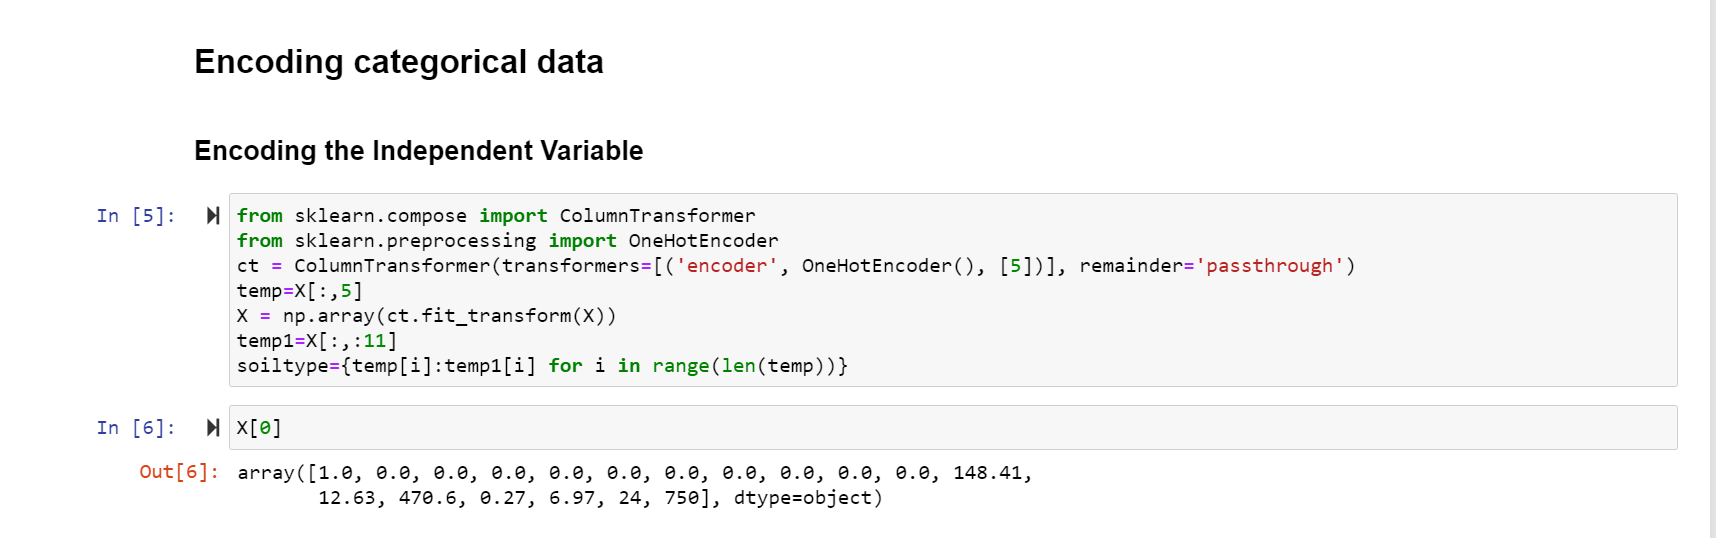 Encoding categorical data
Encoding the Independent Variable
In [5]:
from sklearn.compose import ColumnTransformer
from sklearn.preprocessing import OneHotEncoder
ct = ColumnTransformer(transformers=[('encoder', OneHotEncoder(), [5])], remainder='passthrough')
temp=X[:,5]
X = np.array(ct.fit_transform(X))
temp1=X[:,:11]
soiltype={temp[i]:temp1[i] for i in range(len(temp))}
In [6]:
X[0]
Out[6]: array([1.0, 0.0, 0.0, 0.0, 0.0, 0.0, 0.0, 0.0, 0.0, 0.0, 0.0, 148.41,
12.63, 470.6, 0.27, 6.97, 24, 750], dtype=object)